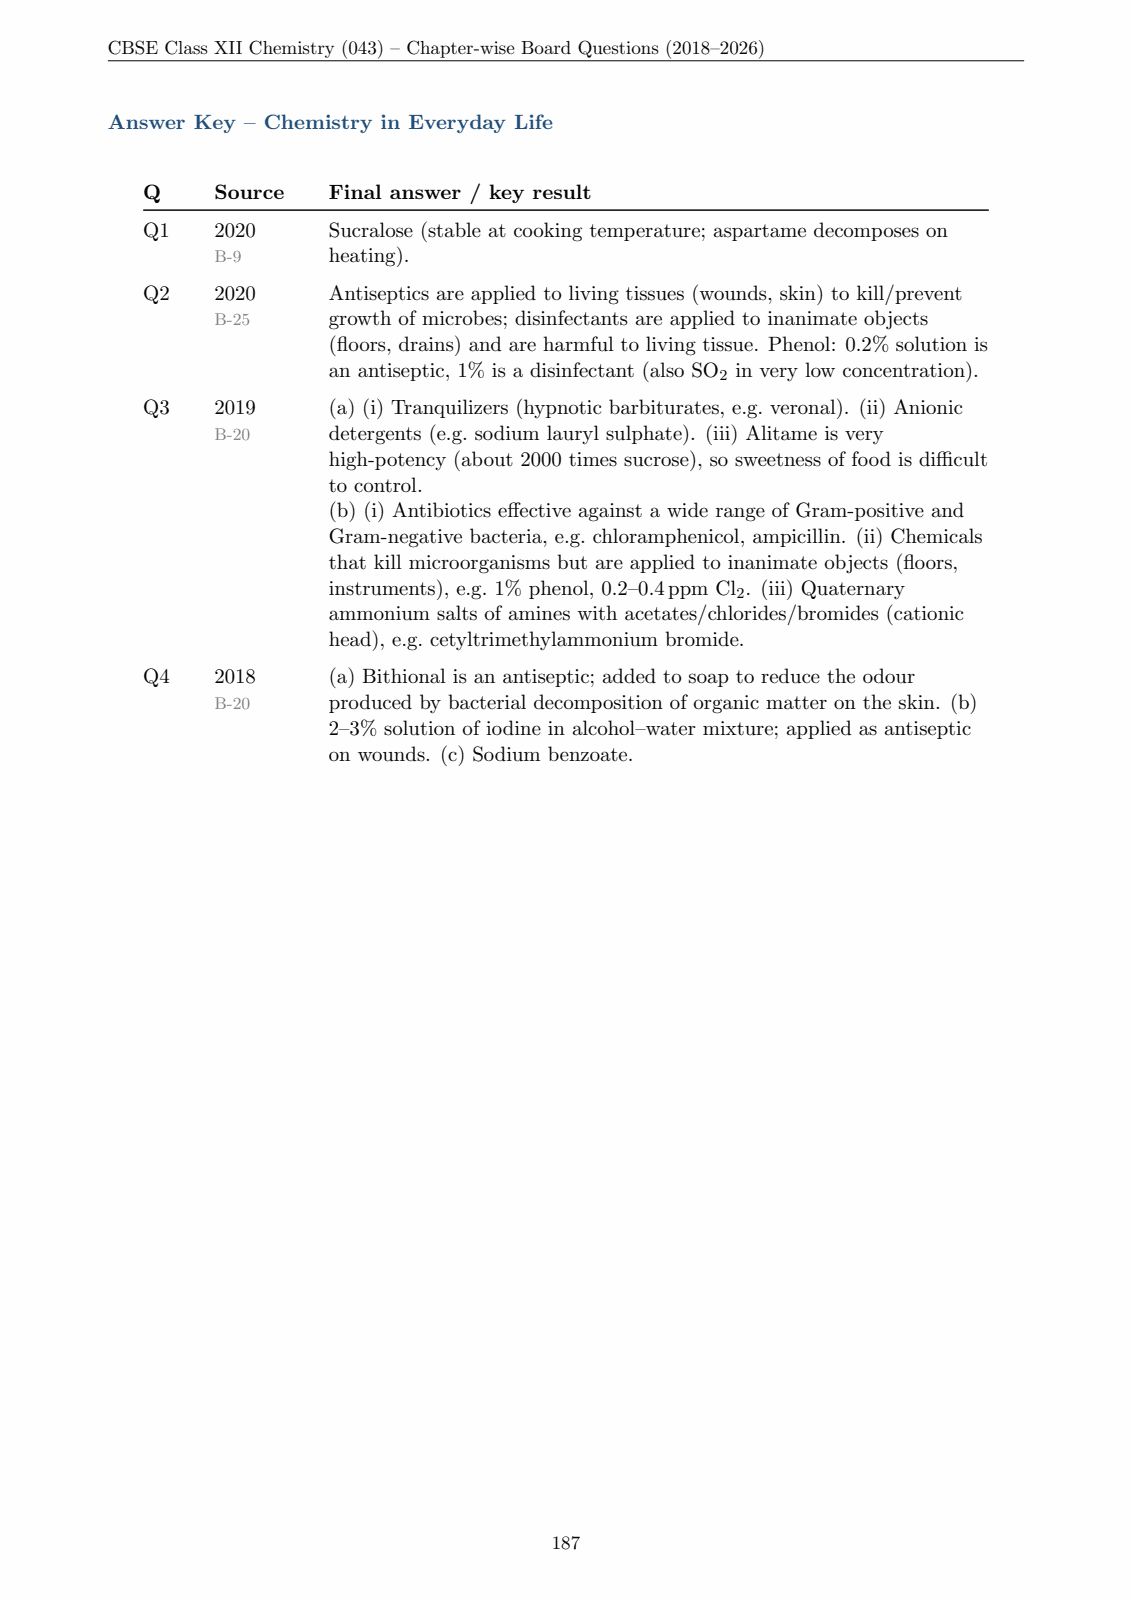 CBSE Class XII Chemistry (043) – Chapter-wise Board Questions (2018–2026)
Answer Key – Chemistry in Everyday Life
Q Source Final answer / key result
Q1 2020 Sucralose (stable at cooking temperature; aspartame decomposes on
B-9 heating).
Q2 2020 Antiseptics are applied to living tissues (wounds, skin) to kill/prevent
B-25 growth of microbes; disinfectants are applied to inanimate objects
(floors, drains) and are harmful to living tissue. Phenol: 0.2% solution is
an antiseptic, 1% is a disinfectant (also SO₂ in very low concentration).
Q3 2019 (a) (i) Tranquilizers (hypnotic barbiturates, e.g. veronal). (ii) Anionic
B-20 detergents (e.g. sodium lauryl sulphate). (iii) Alitame is very
high-potency (about 2000 times sucrose), so sweetness of food is difficult
to control.
(b) (i) Antibiotics effective against a wide range of Gram-positive and
Gram-negative bacteria, e.g. chloramphenicol, ampicillin. (ii) Chemicals
that kill microorganisms but are applied to inanimate objects (floors,
instruments), e.g. 1% phenol, 0.2–0.4 ppm Cl₂. (iii) Quaternary
ammonium salts of amines with acetates/chlorides/bromides (cationic
head), e.g. cetyltrimethylammonium bromide.
Q4 2018 (a) Bithional is an antiseptic; added to soap to reduce the odour
B-20 produced by bacterial decomposition of organic matter on the skin. (b)
2–3% solution of iodine in alcohol–water mixture; applied as antiseptic
on wounds. (c) Sodium benzoate.
187